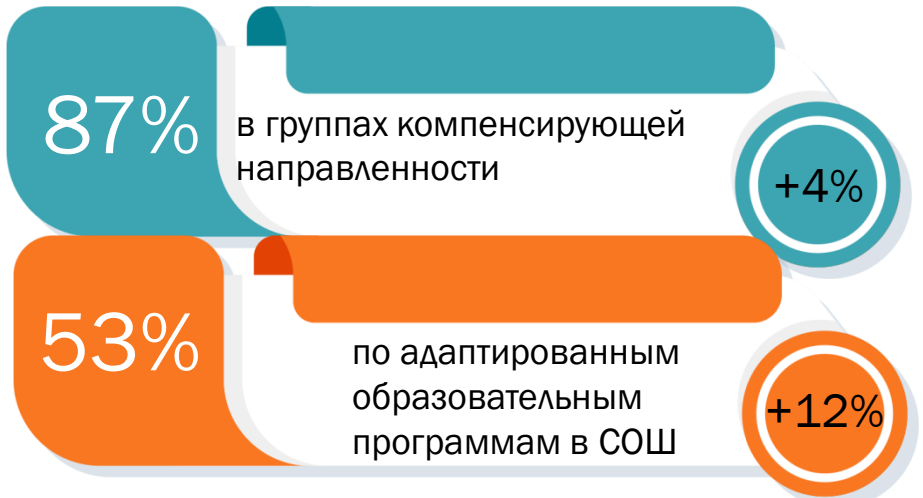 87%
в группах компенсирующей
направленности
+4%
53%
по адаптированным
образовательным
программам в СОШ
+12%